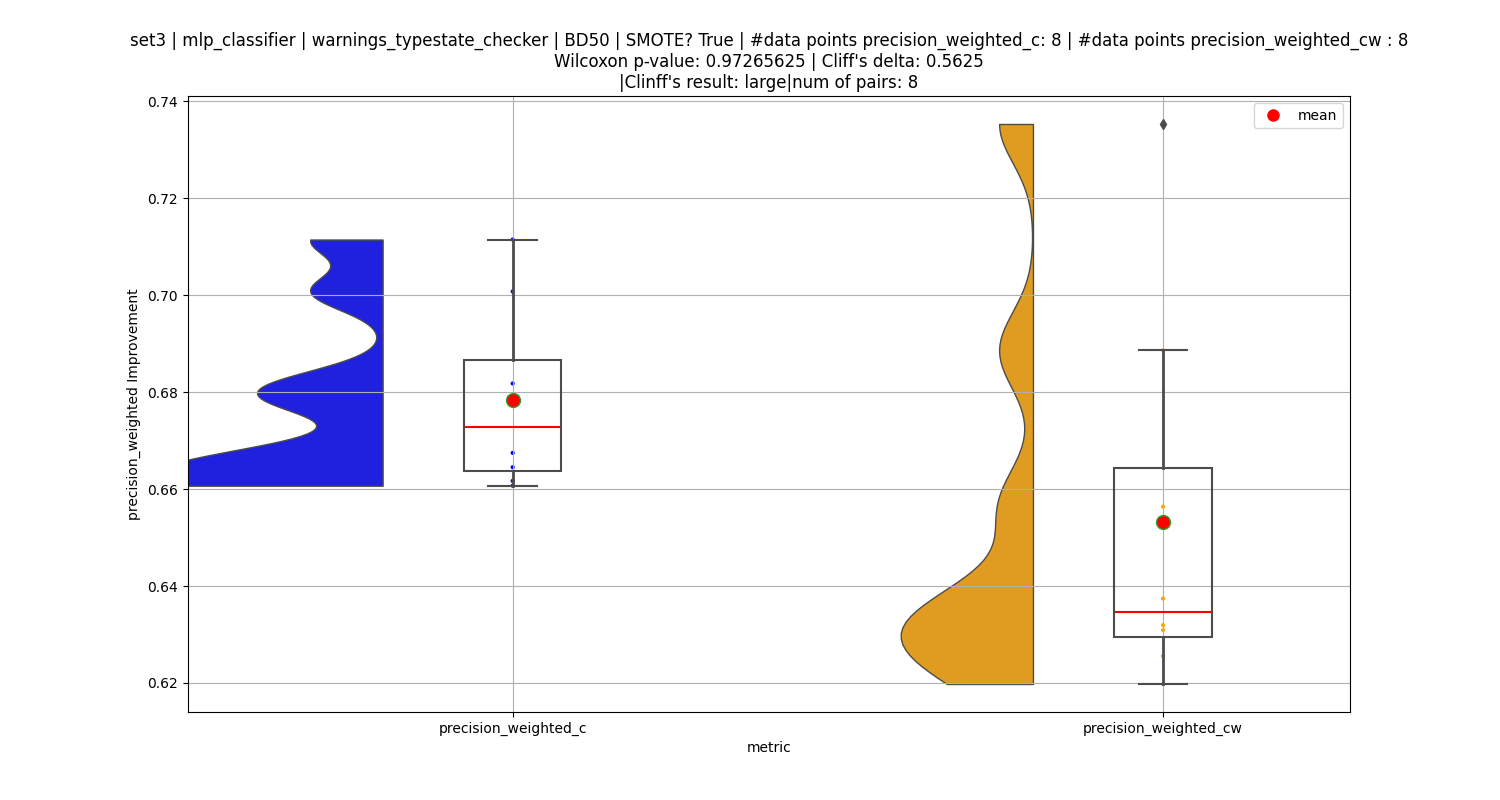 set3 | mlp_classifier | warnings_typestate_checker | BD50 | SMOTE? True | #data points precision_weighted_c: 8 | #data points precision_weighted_cw : 8
Wilcoxon p-value: 0.97265625 | Cliff's delta: 0.5625
|Clinff's result: large|num of pairs: 8
mean
0.74
0.72
0.70
0.68
0.66
0.64
0.62
precision_weighted Improvement
precision_weighted_c
precision_weighted_cw
metric